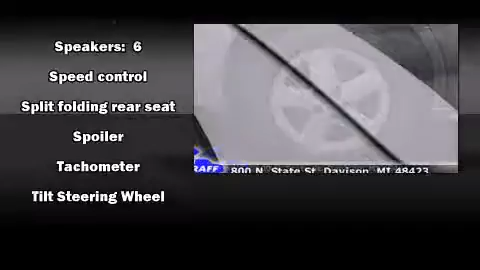 Speakers:  6
Speed control
Split folding rear seat
Spoiler
Tachometer
Tilt Steering Wheel
RAFF 800 N. State St. Davison, MI 48423